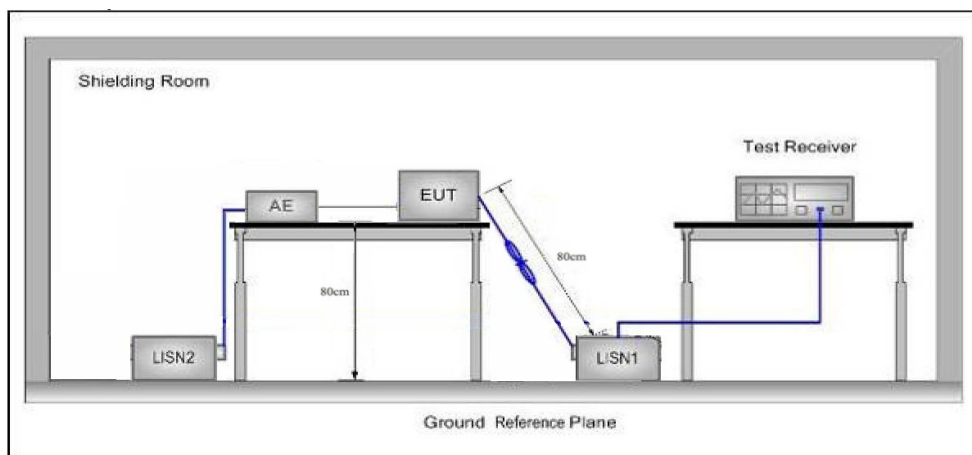 Shielding Room
Test Receiver
EUT
AE
80cm
80cm
LISN2
LISN1
Ground Reference Plane